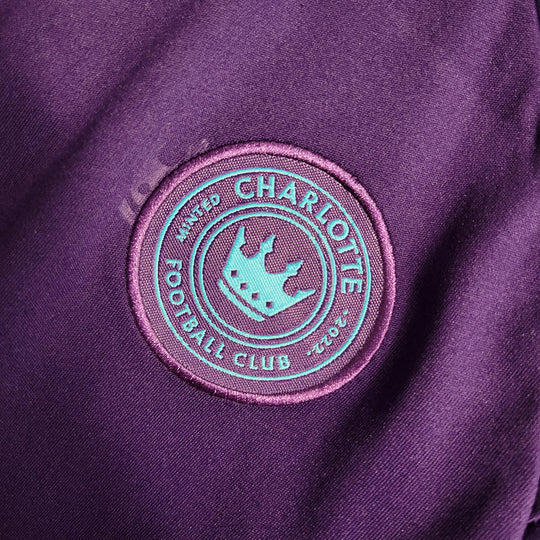 CHARLOTTE
MINTED
·2022·
FOOTBALL CLUB